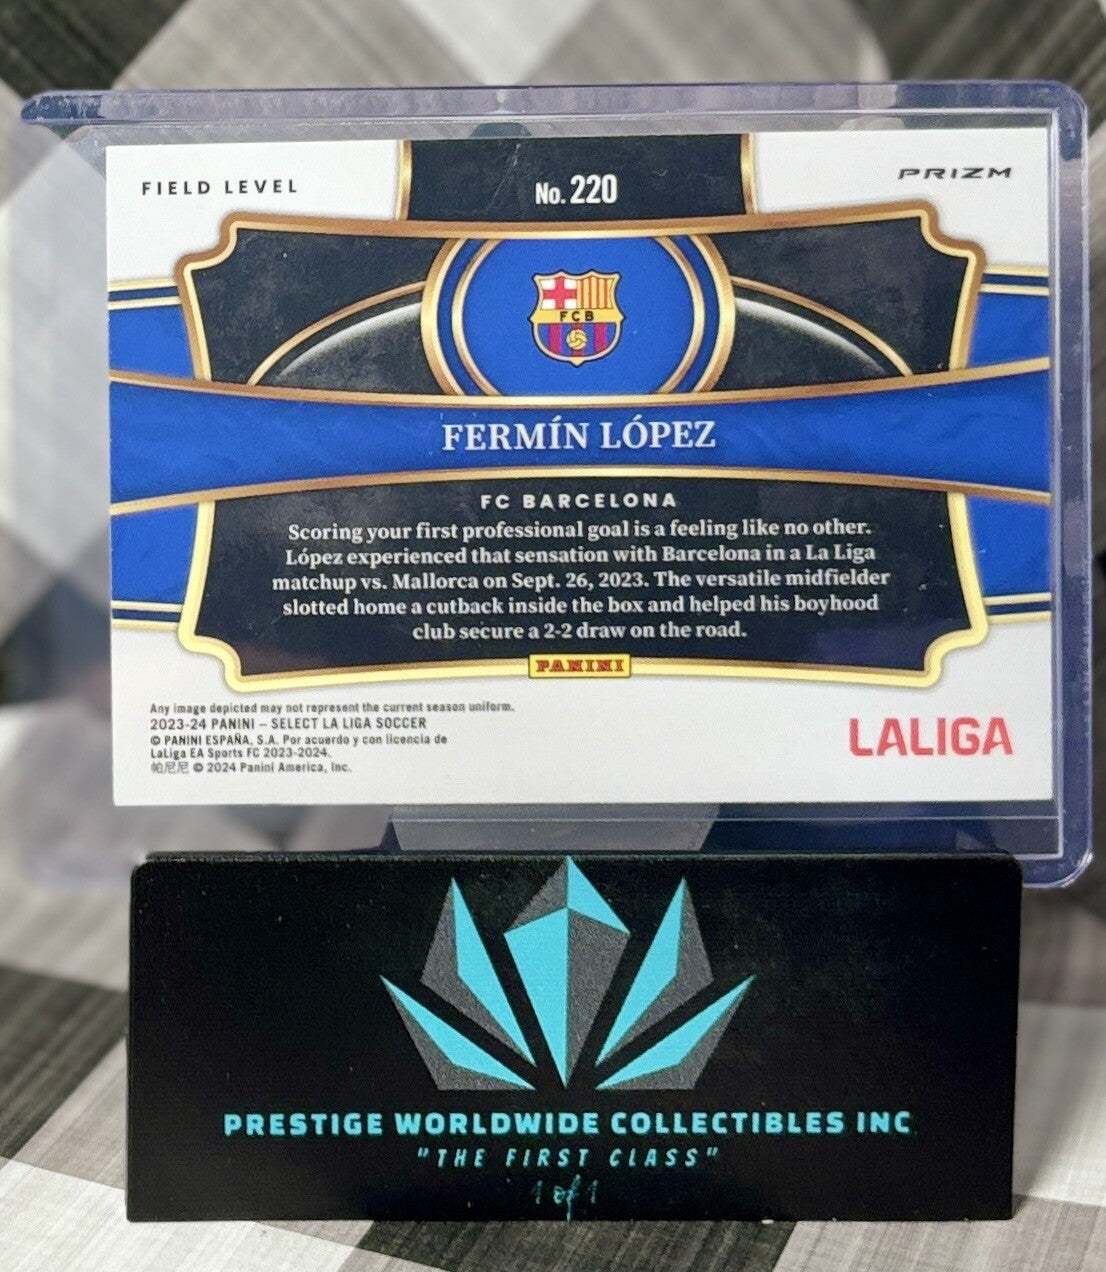 FIELD LEVEL
No. 220
PRIZM
FCB
FERMÍN LÓPEZ
FC BARCELONA
Scoring your first professional goal is a feeling like no other.
López experienced that sensation with Barcelona in a La Liga
matchup vs. Mallorca on Sept. 26, 2023. The versatile midfielder
slotted home a cutback inside the box and helped his boyhood
club secure a 2-2 draw on the road.
PANINI
Any image depicted may not represent the current season uniform.
2023-24 PANINI – SELECT LA LIGA SOCCER
© PANINI ESPAÑA, S.A. Por acuerdo y con licencia de
LaLiga EA Sports FC 2023-2024.
帕尼尼 © 2024 Panini America, Inc.
LALIGA
PRESTIGE WORLDWIDE COLLECTIBLES INC
"THE FIRST CLASS"
1 of 1